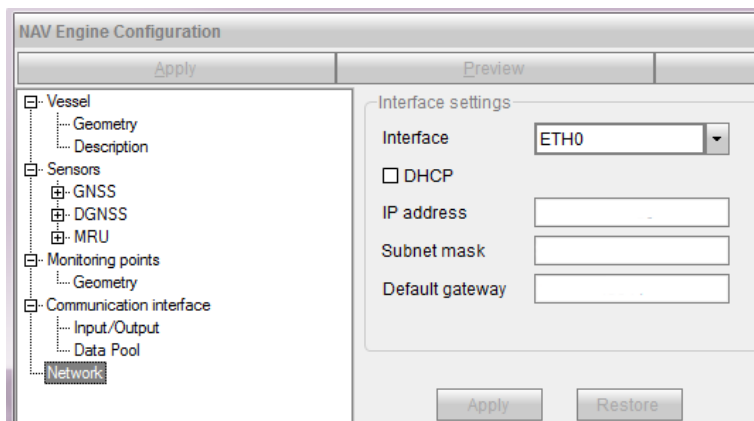 NAV Engine Configuration
Apply
Preview
Vessel
Geometry
Description
Sensors
GNSS
DGNSS
MRU
Monitoring points
Geometry
Communication interface
Input/Output
Data Pool
Network
Interface settings
Interface
ETH0
DHCP
IP address
Subnet mask
Default gateway
Apply
Restore